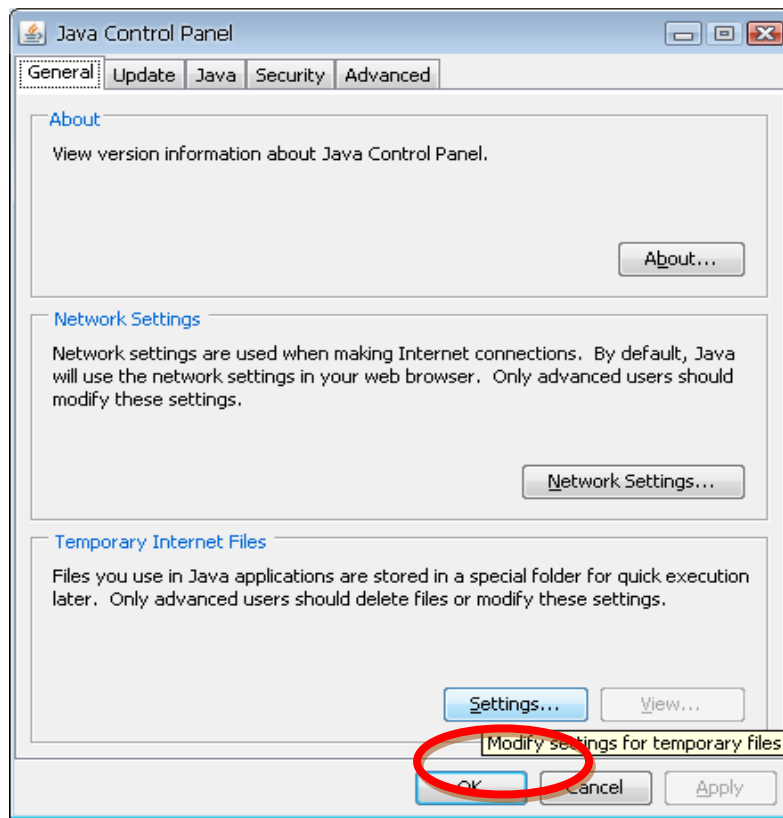 Java Control Panel
General Update Java Security Advanced
About
View version information about Java Control Panel.
About...
Network Settings
Network settings are used when making Internet connections. By default, Java
will use the network settings in your web browser. Only advanced users should
modify these settings.
Network Settings...
Temporary Internet Files
Files you use in Java applications are stored in a special folder for quick execution
later. Only advanced users should delete files or modify these settings.
Settings... View...
Modify settings for temporary files
OK Cancel Apply